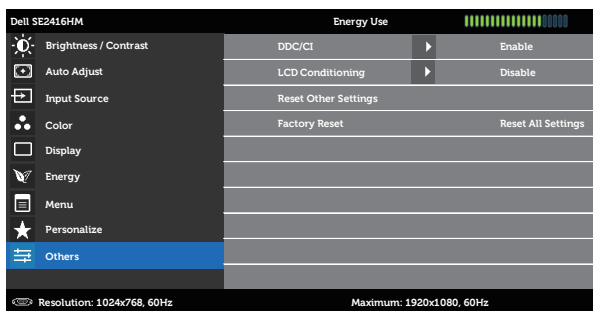 Dell SE2416HM Energy Use
Brightness / Contrast DDC/CI Enable
Auto Adjust LCD Conditioning Disable
Input Source Reset Other Settings
Color Factory Reset Reset All Settings
Display
Energy
Menu
Personalize
Others
Resolution: 1024x768, 60Hz Maximum: 1920x1080, 60Hz